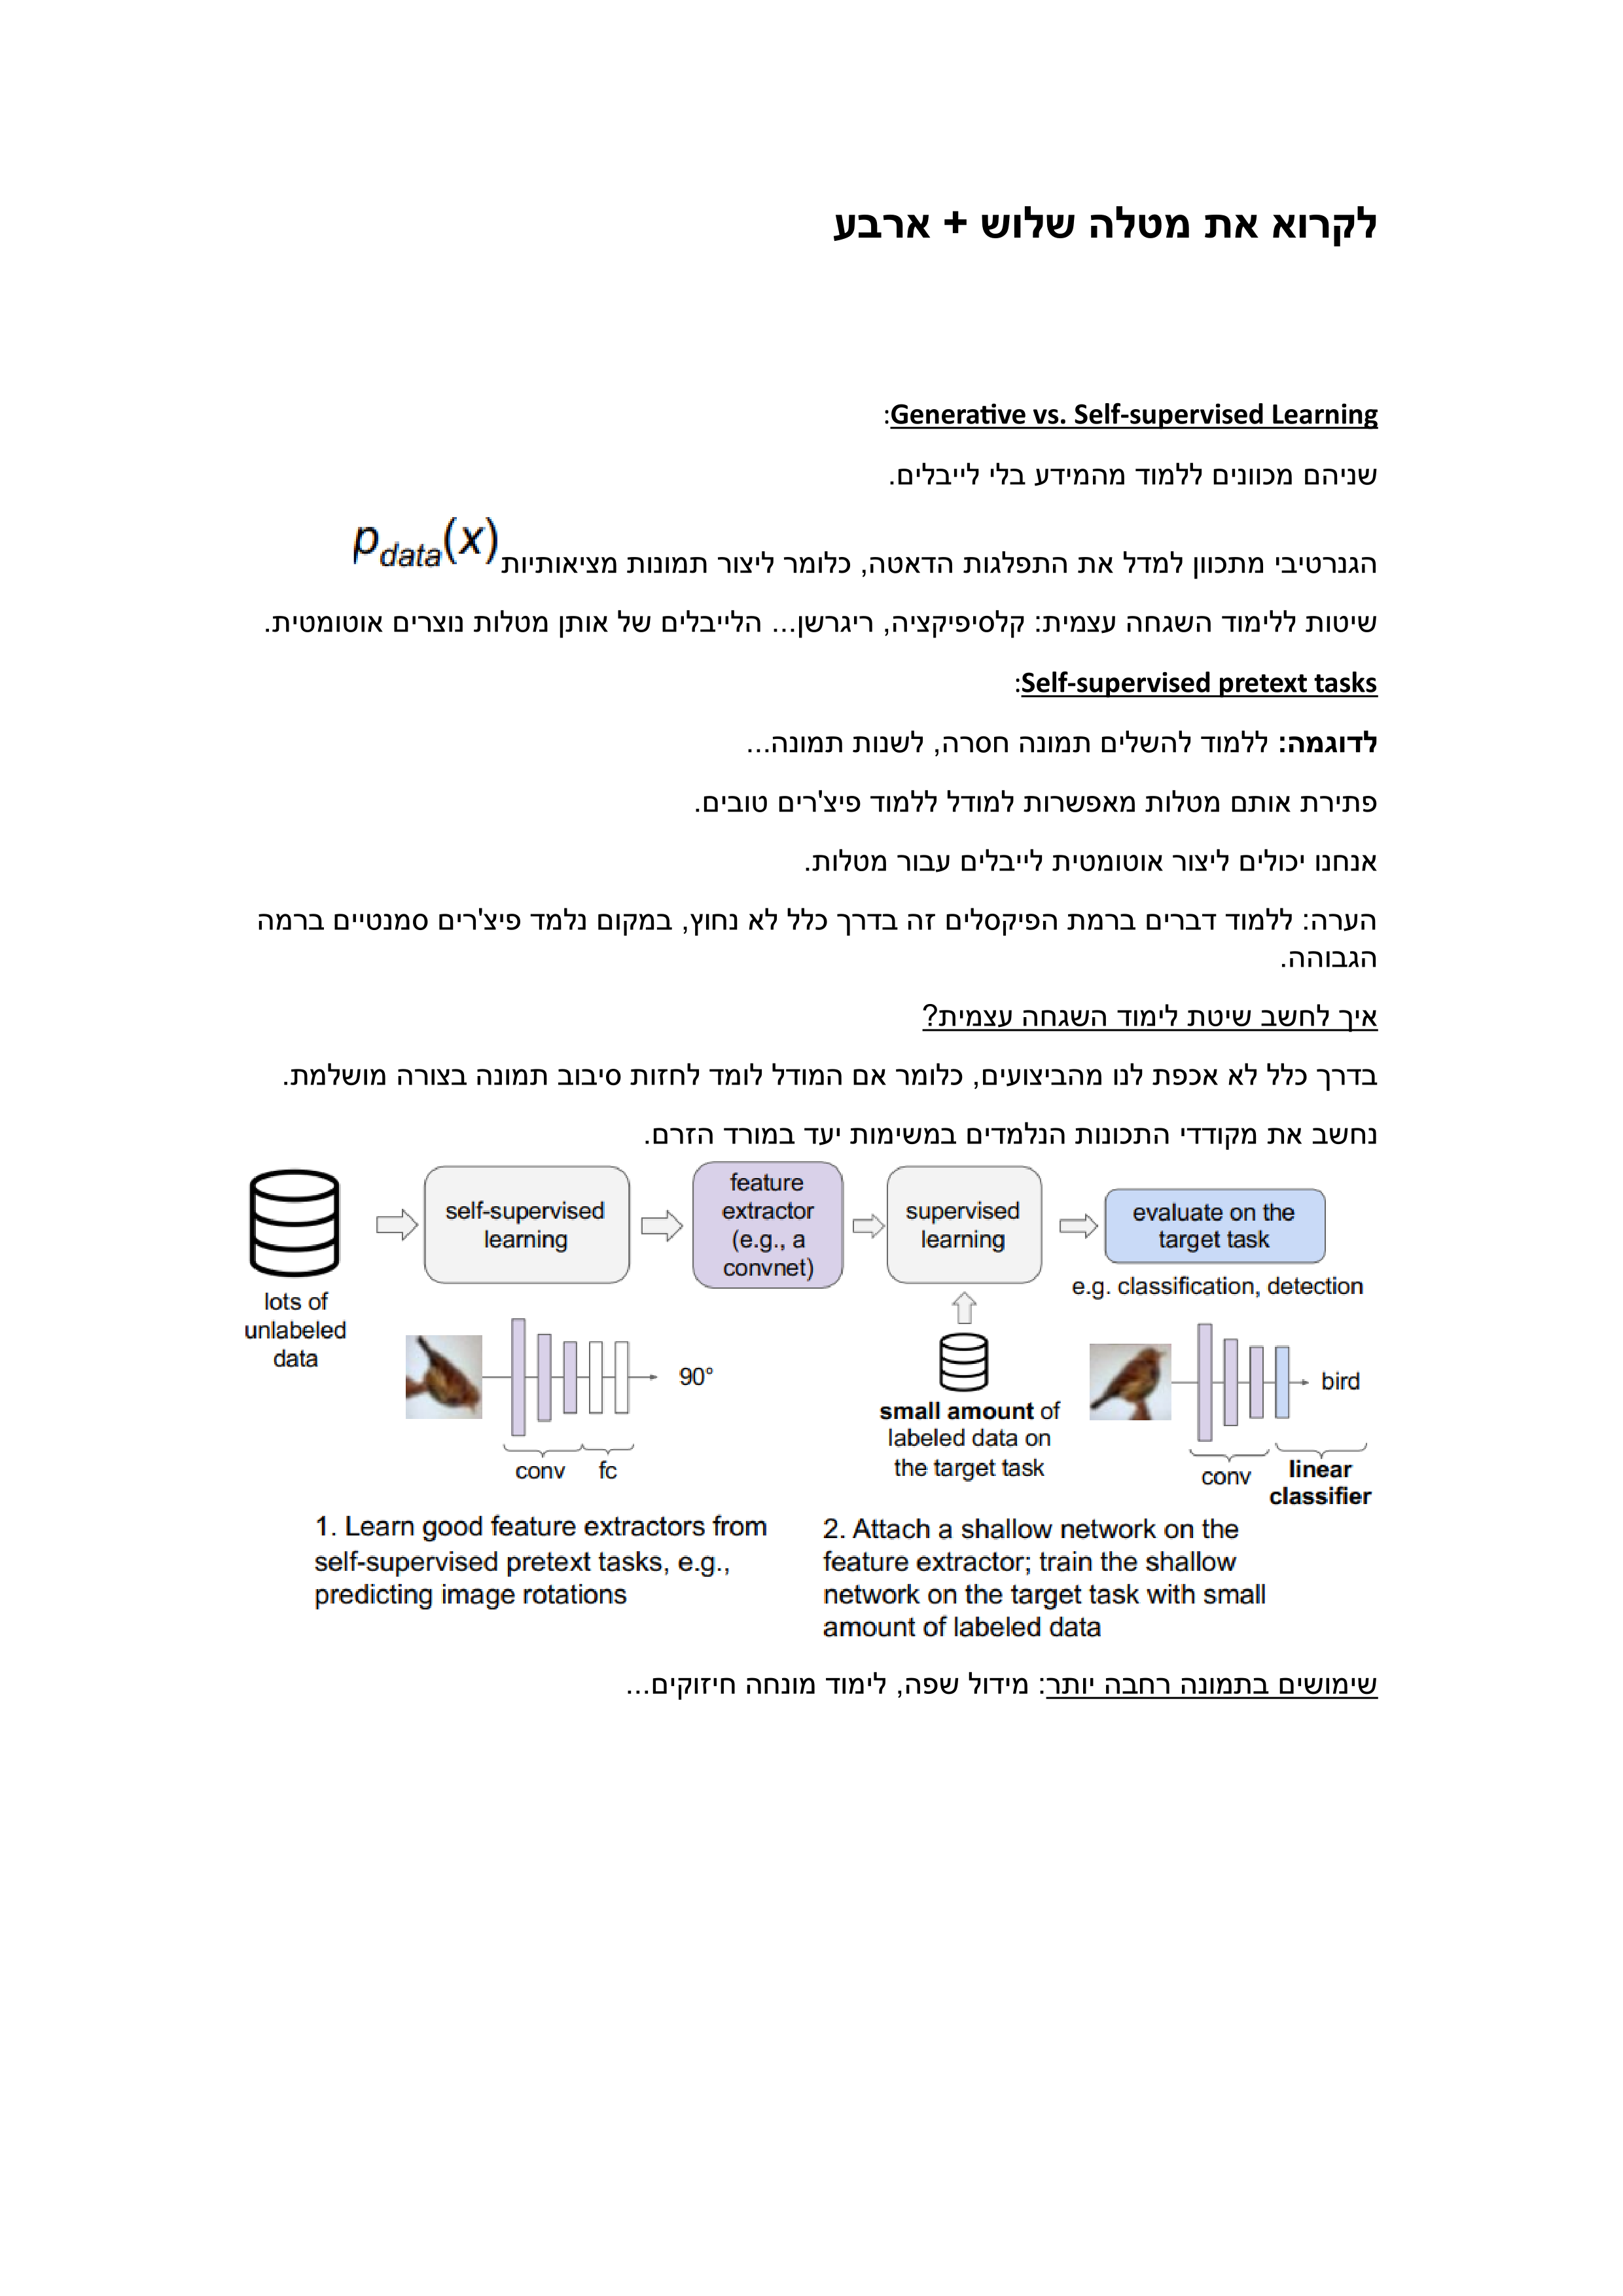 לקרוא את מטלה שלוש + ארבע
Generative vs. Self-supervised Learning:
שניהם מכוונים ללמוד מהמידע בלי לייבלים.
הגנרטיבי מתכוון למדל את התפלגות הדאטה, כלומר ליצור תמונות מציאותיות p_data(x)
שיטות ללימוד השגחה עצמית: קלסיפיקציה, ריגרשן... הלייבלים של אותן מטלות נוצרים אוטומטית.
Self-supervised pretext tasks:
לדוגמה: ללמוד להשלים תמונה חסרה, לשנות תמונה...
פתירת אותם מטלות מאפשרות למודל ללמוד פיצ'רים טובים.
אנחנו יכולים ליצור אוטומטית לייבלים עבור מטלות.
הערה: ללמוד דברים ברמת הפיקסלים זה בדרך כלל לא נחוץ, במקום נלמד פיצ'רים סמנטיים ברמה
הגבוהה.
איך לחשב שיטת לימוד השגחה עצמית?
בדרך כלל לא אכפת לנו מהביצועים, כלומר אם המודל לומד לחזות סיבוב תמונה בצורה מושלמת.
נחשב את מקודדי התכונות הנלמדים במשימות יעד במורד הזרם.
lots of
unlabeled
data
self-supervised
learning
feature
extractor
(e.g., a
convnet)
supervised
learning
evaluate on the
target task
e.g. classification, detection
90°
conv fc
small amount of
labeled data on
the target task
bird
conv
linear
classifier
1. Learn good feature extractors from
self-supervised pretext tasks, e.g.,
predicting image rotations
2. Attach a shallow network on the
feature extractor; train the shallow
network on the target task with small
amount of labeled data
שימושים בתמונה רחבה יותר: מידול שפה, לימוד מונחה חיזוקים...